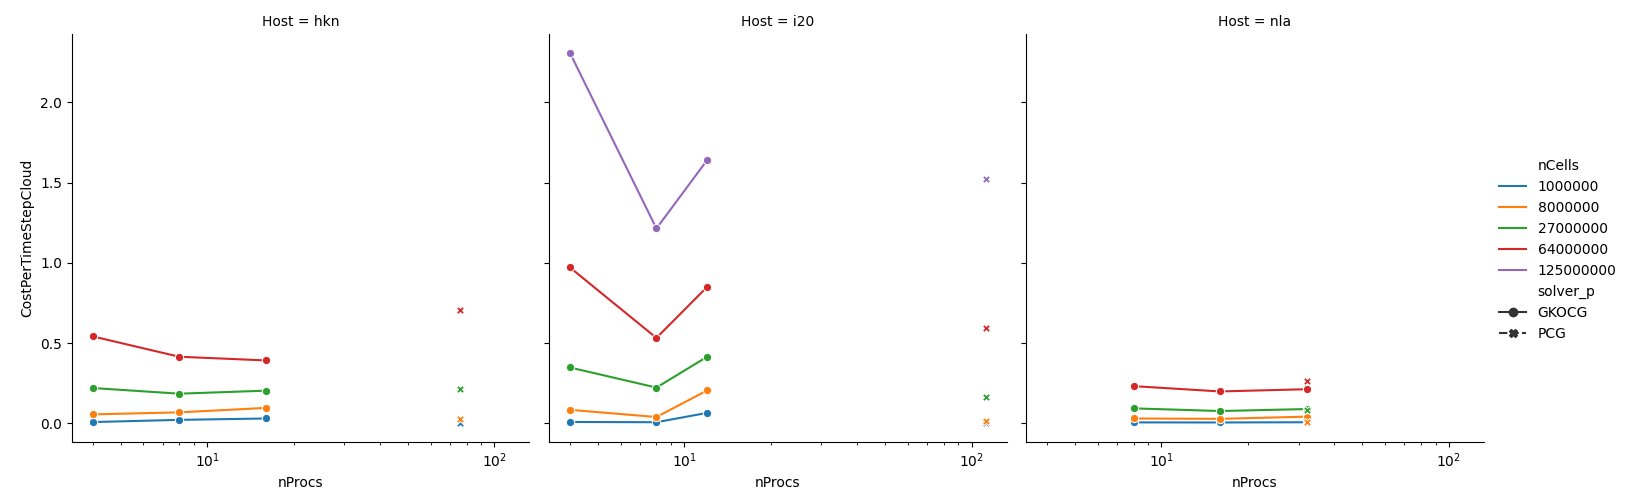 Host = hkn
Host = i20
Host = nla
CostPerTimeStepCloud
2.0
1.5
1.0
0.5
0.0
10¹
10²
10¹
10²
10¹
10²
nProcs
nProcs
nProcs
nCells
1000000
8000000
27000000
64000000
125000000
solver_p
GKOCG
PCG